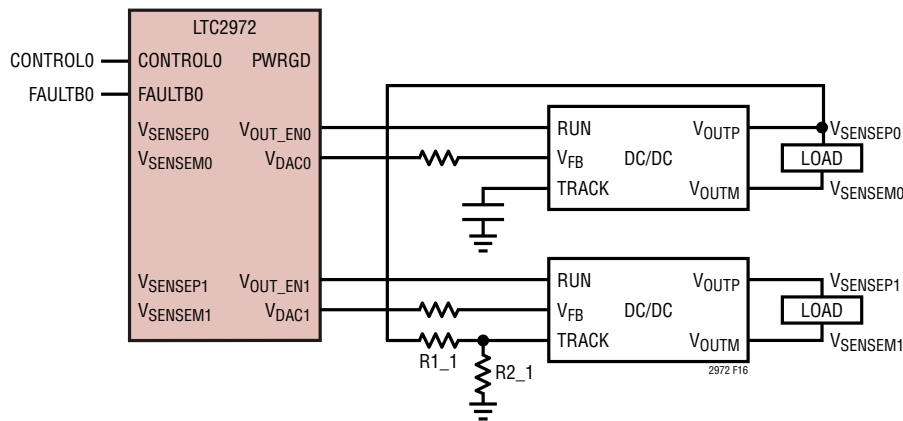 LTC2972
CONTROL0
CONTROL0 PWRGD
FAULTB0
FAULTB0
VSENSEP0 VOUT_EN0
VSENSEM0 VDAC0
VSENSEP1 VOUT_EN1
VSENSEM1 VDAC1
R1_1
R2_1
RUN VOUTP
VFB DC/DC
TRACK VOUTM
VSENSEP0
LOAD
VSENSEM0
RUN VOUTP
VFB DC/DC
TRACK VOUTM
VSENSEP1
LOAD
VSENSEM1
2972 F16